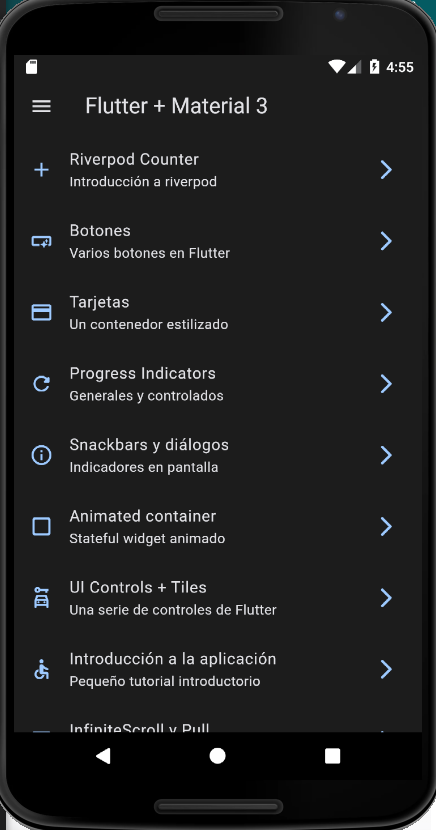 4:55
Flutter + Material 3
Riverpod Counter
Introducción a riverpod
Botones
Varios botones en Flutter
Tarjetas
Un contenedor estilizado
Progress Indicators
Generales y controlados
Snackbars y diálogos
Indicadores en pantalla
Animated container
Stateful widget animado
UI Controls + Tiles
Una serie de controles de Flutter
Introducción a la aplicación
Pequeño tutorial introductorio
InfiniteScroll y Pull